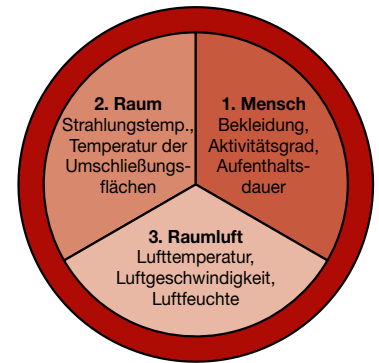 2. Raum
Strahlungstemp.,
Temperatur der
Umschließungs-
flächen
1. Mensch
Bekleidung,
Aktivitätsgrad,
Aufenthalts-
dauer
3. Raumluft
Lufttemperatur,
Luftgeschwindigkeit,
Luftfeuchte